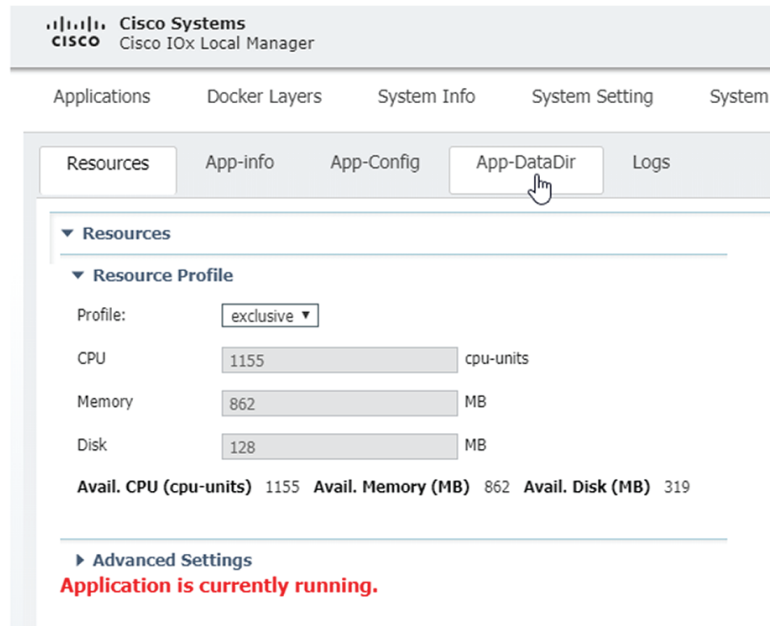 Cisco Systems
CISCO Cisco IOx Local Manager
Applications Docker Layers System Info System Setting System
Resources App-info App-Config App-DataDir Logs
Resources
Resource Profile
Profile: exclusive
CPU 1155 cpu-units
Memory 862 MB
Disk 128 MB
Avail. CPU (cpu-units) 1155 Avail. Memory (MB) 862 Avail. Disk (MB) 319
Advanced Settings
Application is currently running.